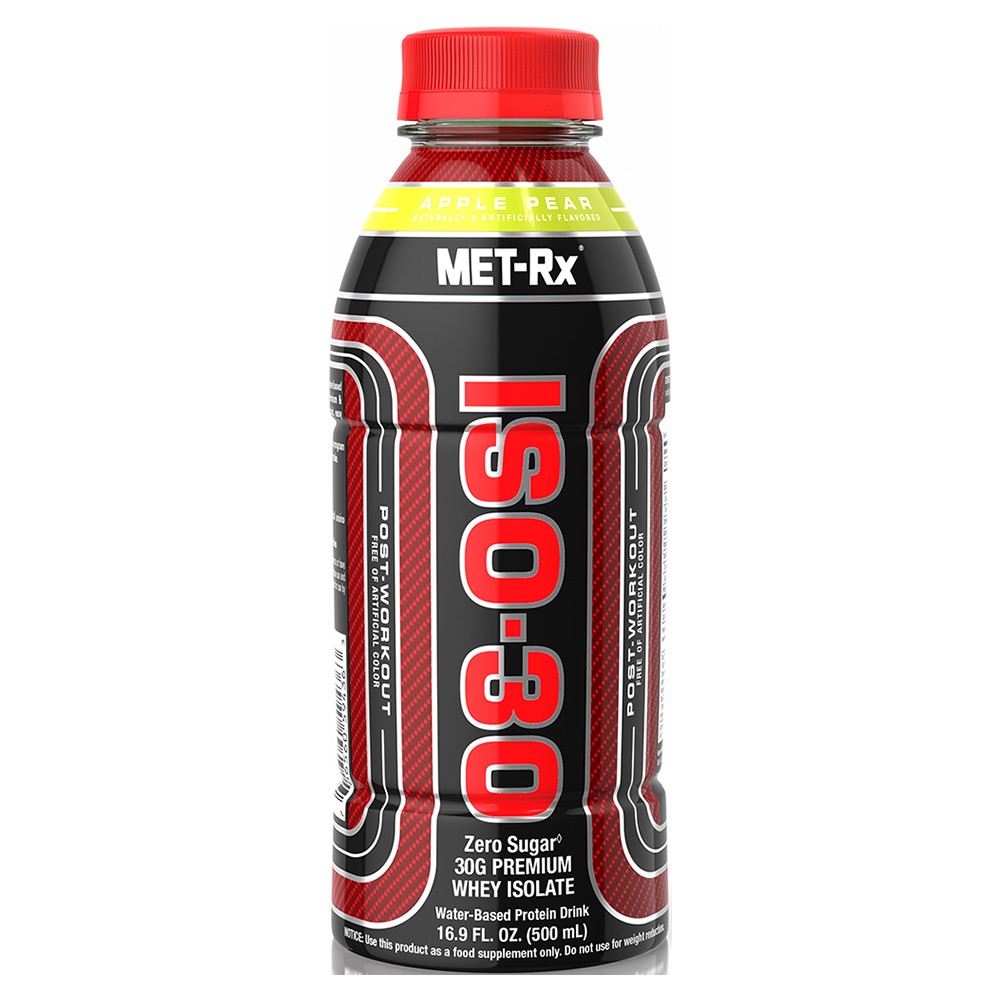 APPLE PEAR
NATURALLY & ARTIFICIALLY FLAVORED
MET-Rx®
ISO•30
POST-WORKOUT
FREE OF ARTIFICIAL COLOR
POST-WORKOUT
FREE OF ARTIFICIAL COLOR
Zero Sugar◊
30G PREMIUM
WHEY ISOLATE
Water-Based Protein Drink
16.9 FL. OZ. (500 mL)
NOTICE: Use this product as a food supplement only. Do not use for weight reduction.